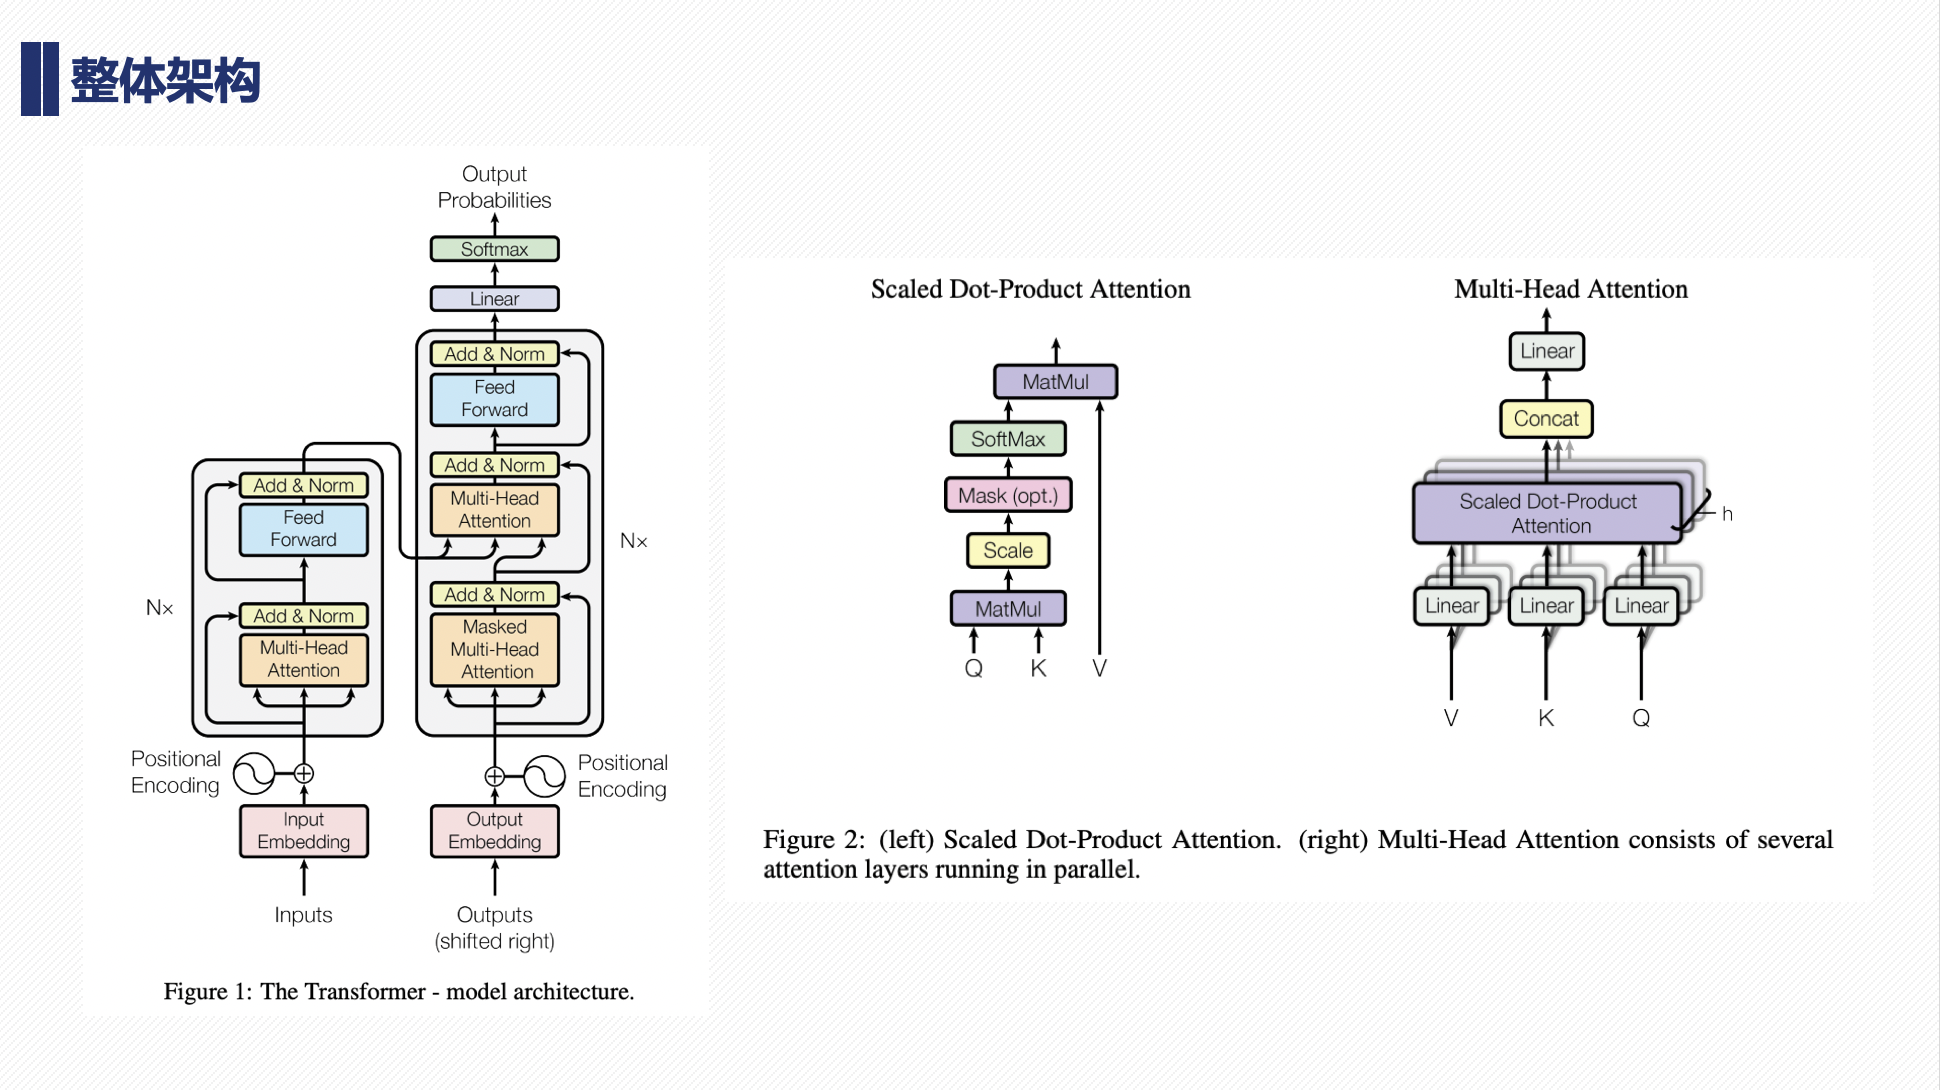 整体架构
Output
Probabilities
Softmax
Linear
Add & Norm
Feed
Forward
Add & Norm
Multi-Head
Attention
Add & Norm
Masked
Multi-Head
Attention
N×
Positional
Encoding
Output
Embedding
Outputs
(shifted right)
Add & Norm
Feed
Forward
Add & Norm
Multi-Head
Attention
N×
Positional
Encoding
Input
Embedding
Inputs
Figure 1: The Transformer - model architecture.
Scaled Dot-Product Attention
MatMul
SoftMax
Mask (opt.)
Scale
MatMul
Q K V
Multi-Head Attention
Linear
Concat
Scaled Dot-Product
Attention
h
Linear Linear Linear
V K Q
Figure 2: (left) Scaled Dot-Product Attention. (right) Multi-Head Attention consists of several
attention layers running in parallel.